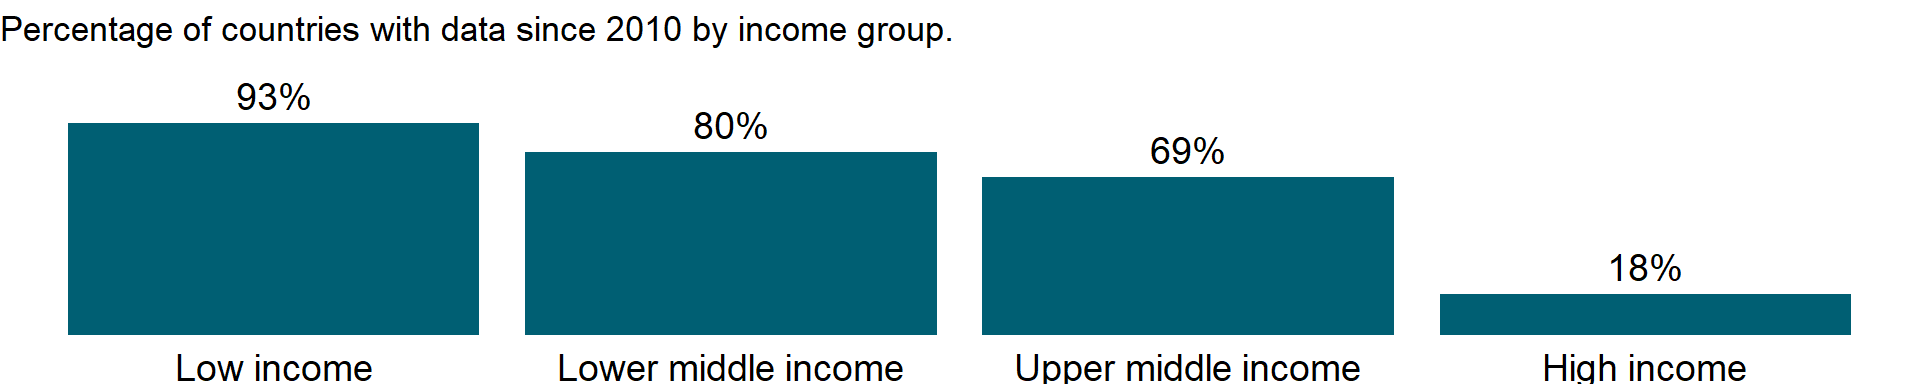 Percentage of countries with data since 2010 by income group.
93%
80%
69%
18%
Low income
Lower middle income
Upper middle income
High income